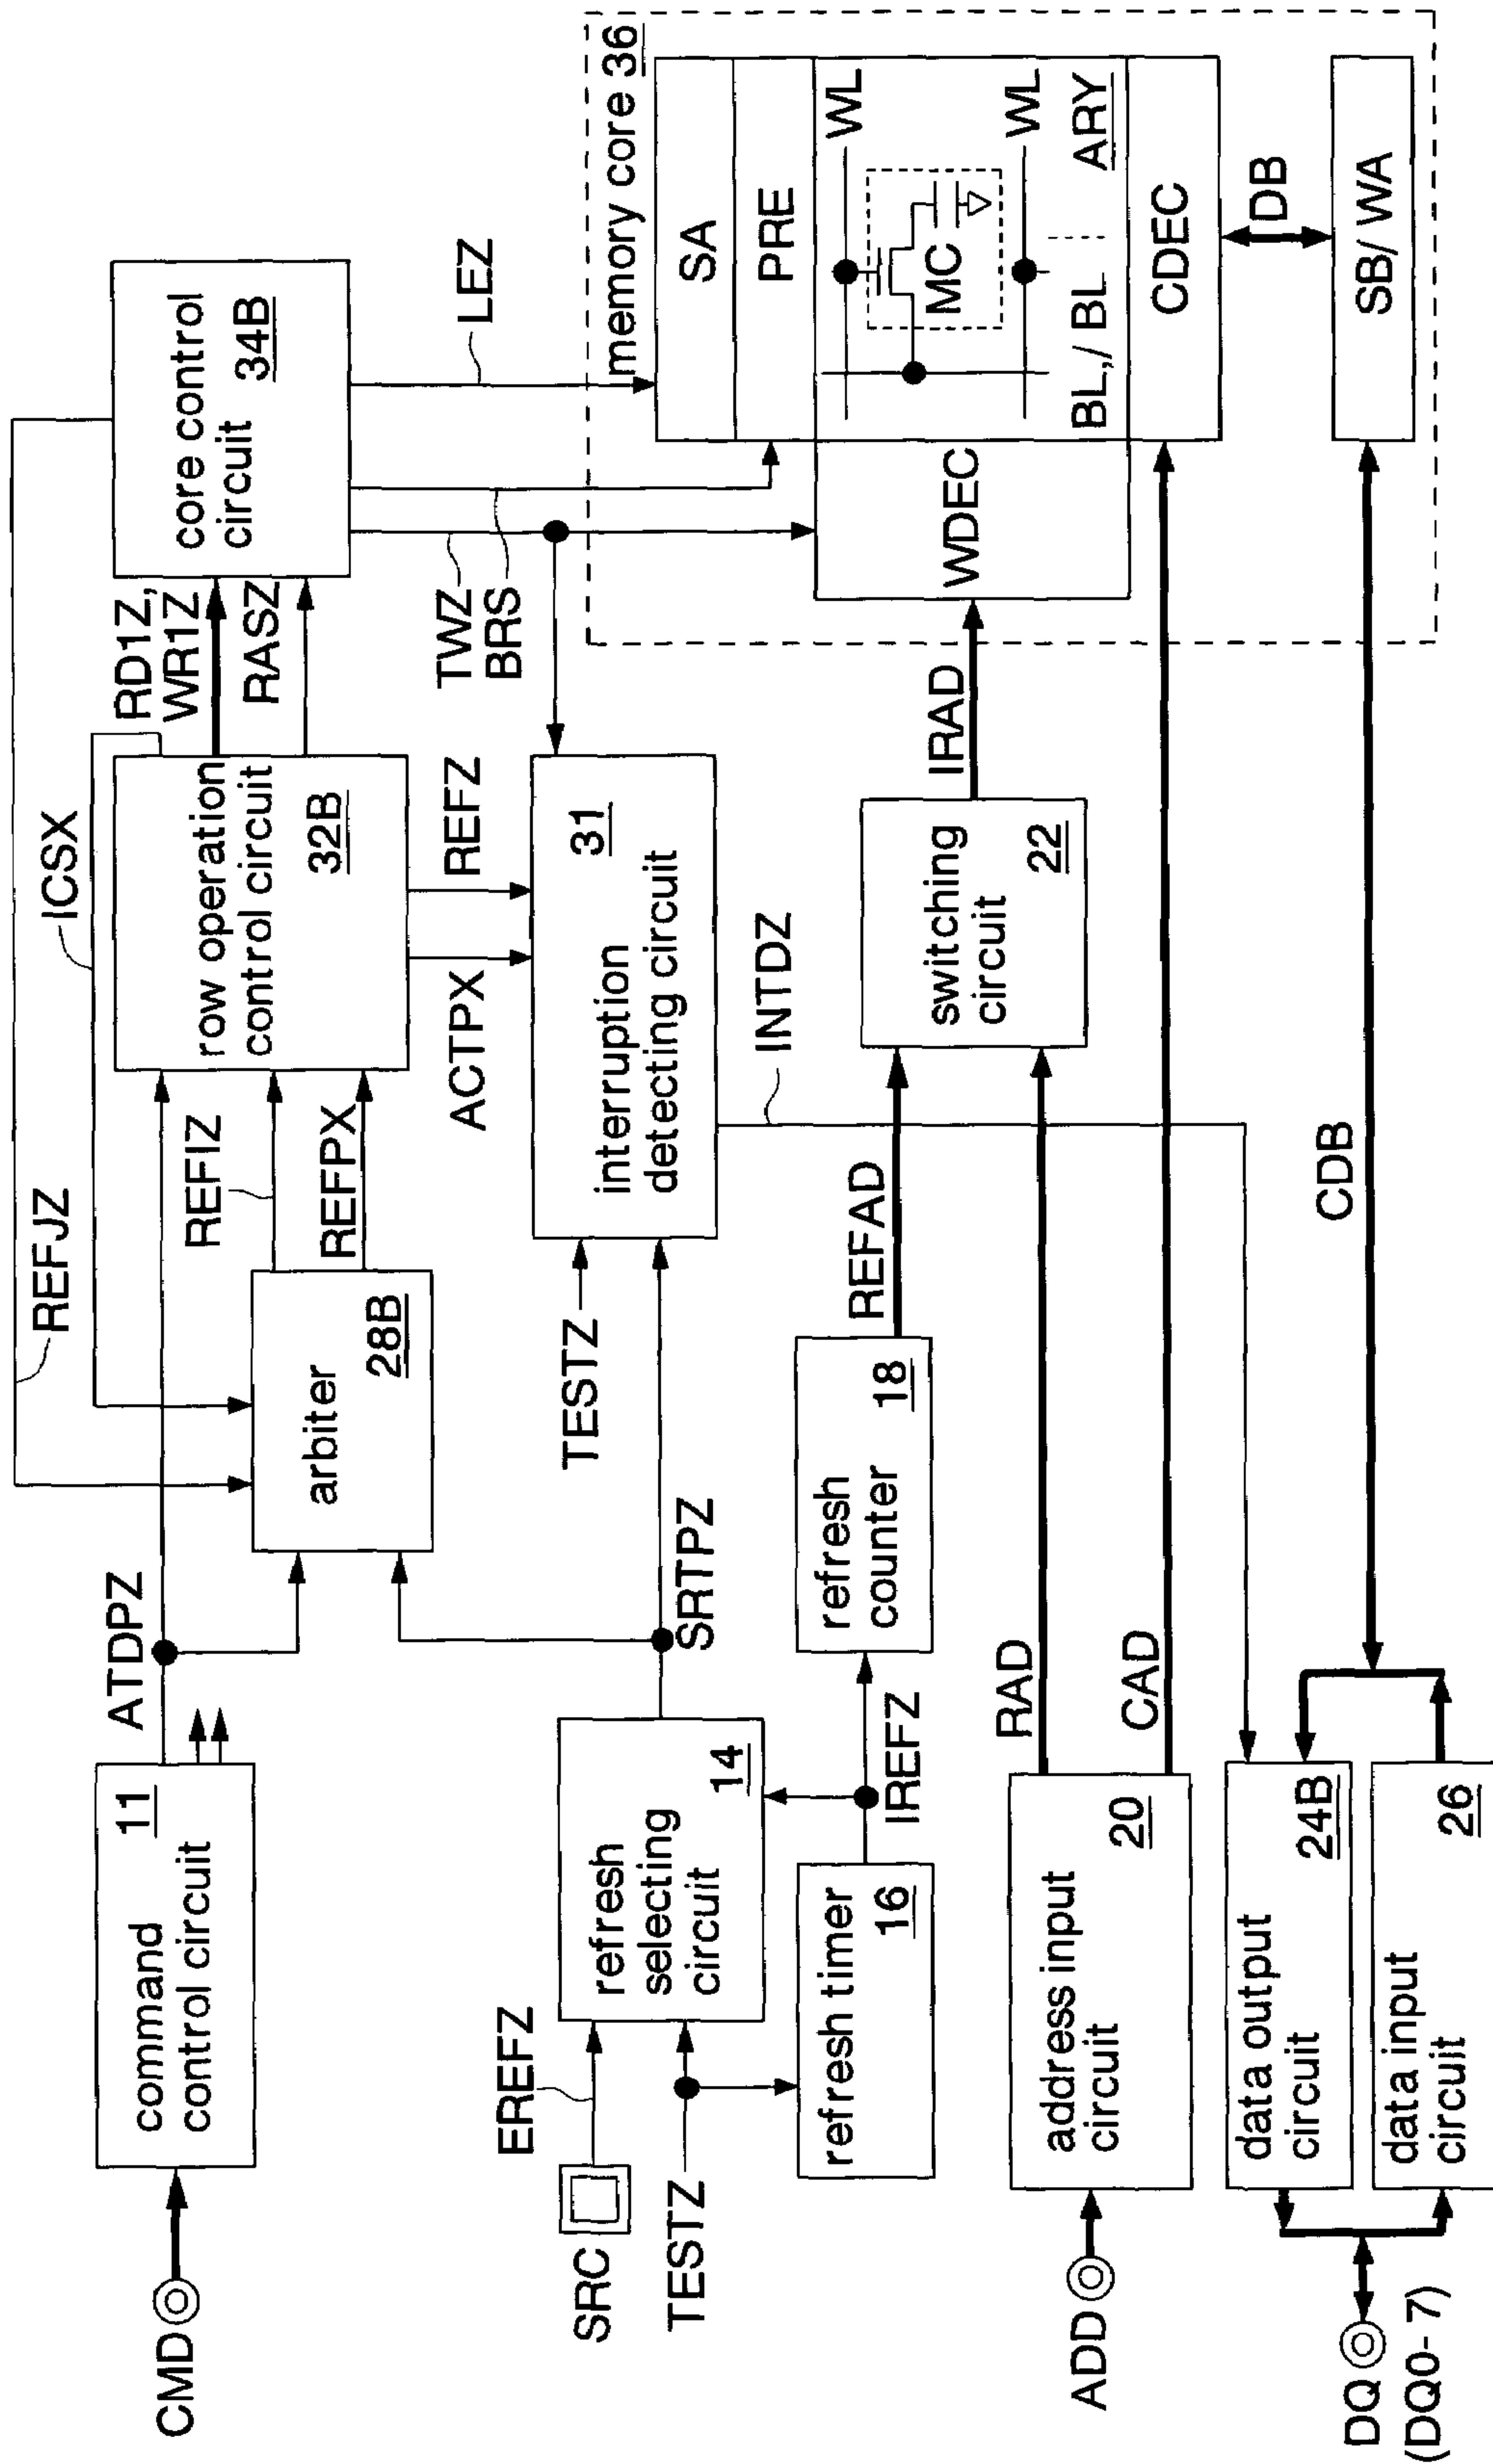 CMD
command
control circuit
11
ATDPZ
REFJZ
ICSX
arbiter
28B
REFIZ
REFPX
row operation
control circuit
32B
RD1Z,
WR1Z
RASZ
core control
circuit
34B
SRC
EREFZ
TESTZ
refresh
selecting
circuit
14
SRTPZ
TESTZ
ACTPX
REFZ
interruption
detecting circuit
31
TWZ
BRS
LEZ
refresh timer
16
IREFZ
refresh
counter
18
REFAD
INTDZ
switching
circuit
22
IRAD
memory core 36
SA
PRE
WDEC
WL
MC
WL
BL,/ BL
ARY
CDEC
DB
SB/ WA
ADD
address input
circuit
20
RAD
CAD
DQ
(DQ0- 7)
data output
circuit
24B
data input
circuit
26
CDB